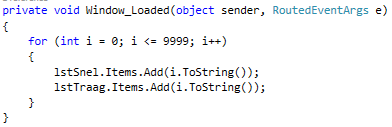 private void Window_Loaded(object sender, RoutedEventArgs e)
{
    for (int i = 0; i <= 9999; i++)
    {
        lstSnel.Items.Add(i.ToString());
        lstTraag.Items.Add(i.ToString());
    }
}